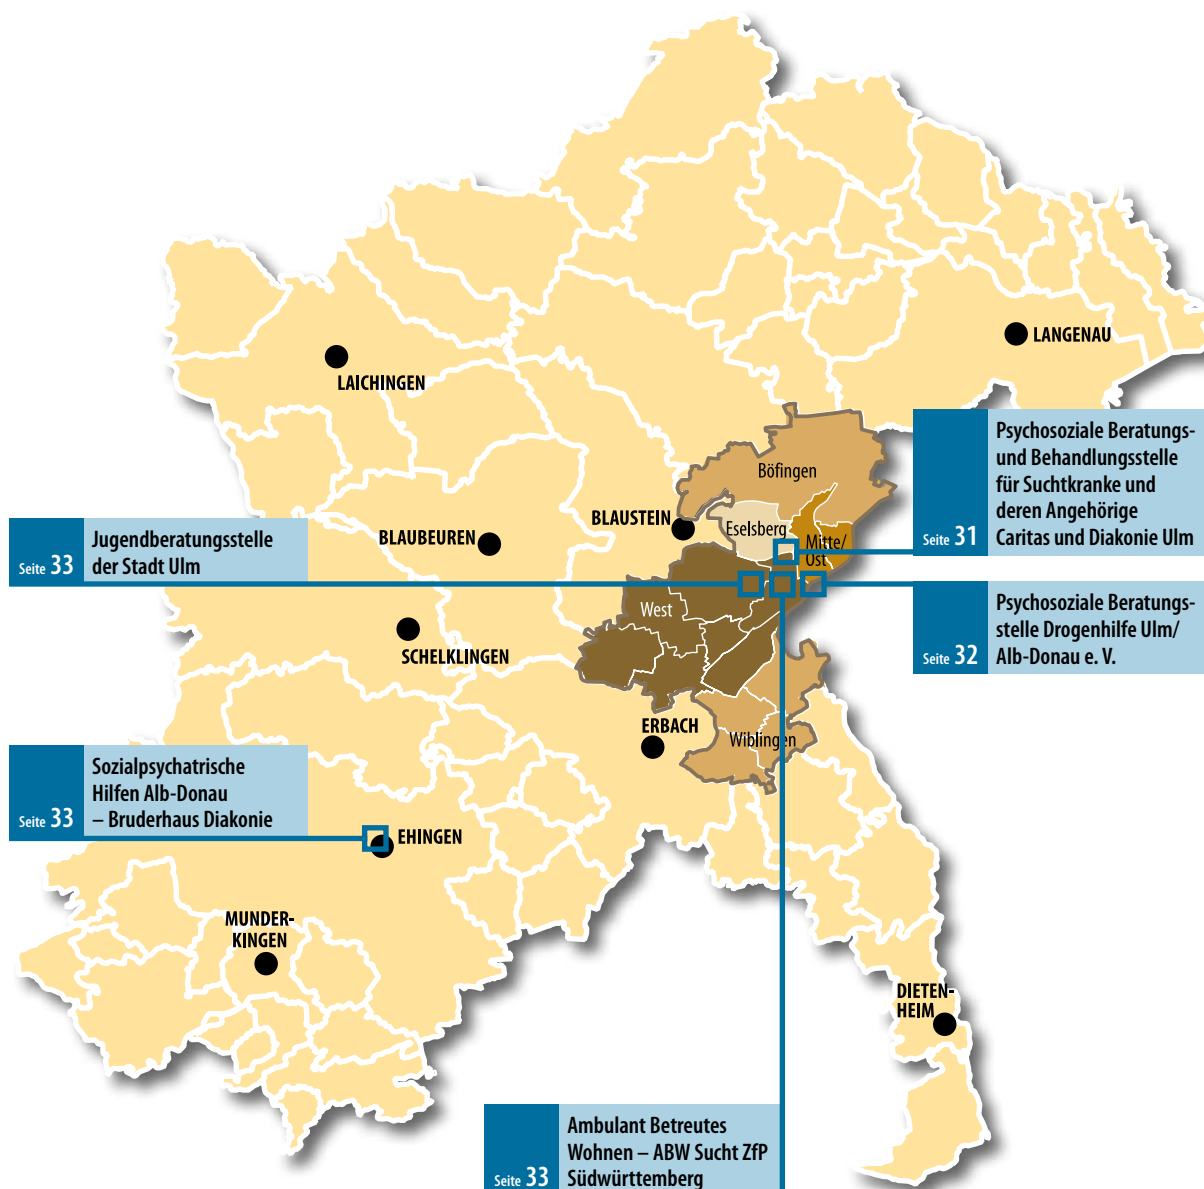 LANGENAU
LAICHINGEN
Böfingen
Psychosoziale Beratungs-
und Behandlungsstelle
für Suchtkranke und
deren Angehörige
Seite 31 Caritas und Diakonie Ulm
BLAUSTEIN
Eselsberg
Mitte/
Ost
BLAUBEUREN
Jugendberatungsstelle
Seite 33 der Stadt Ulm
West
Psychosoziale Beratungs-
stelle Drogenhilfe Ulm/
Seite 32 Alb-Donau e. V.
SCHELKLINGEN
ERBACH
Wiblingen
Sozialpsychatrische
Hilfen Alb-Donau
Seite 33 – Bruderhaus Diakonie
EHINGEN
MUNDER-
KINGEN
DIETEN-
HEIM
Ambulant Betreutes
Wohnen – ABW Sucht ZfP
Seite 33 Südwürttemberg